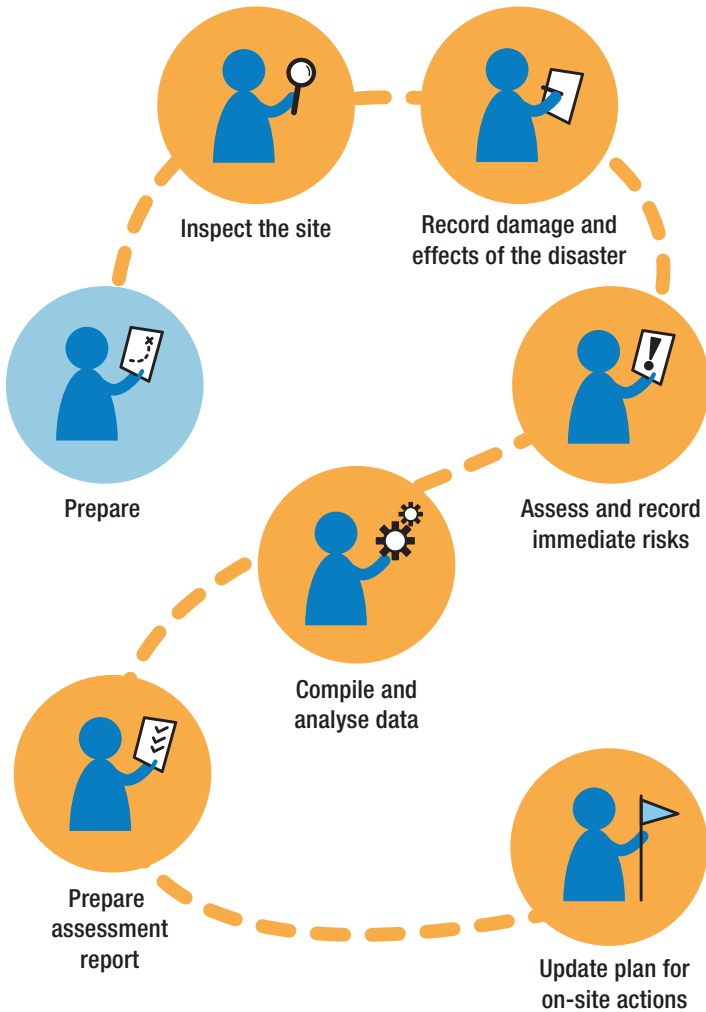 Inspect the site
Record damage and
effects of the disaster
Prepare
Assess and record
immediate risks
Compile and
analyse data
Prepare
assessment
report
Update plan for
on-site actions